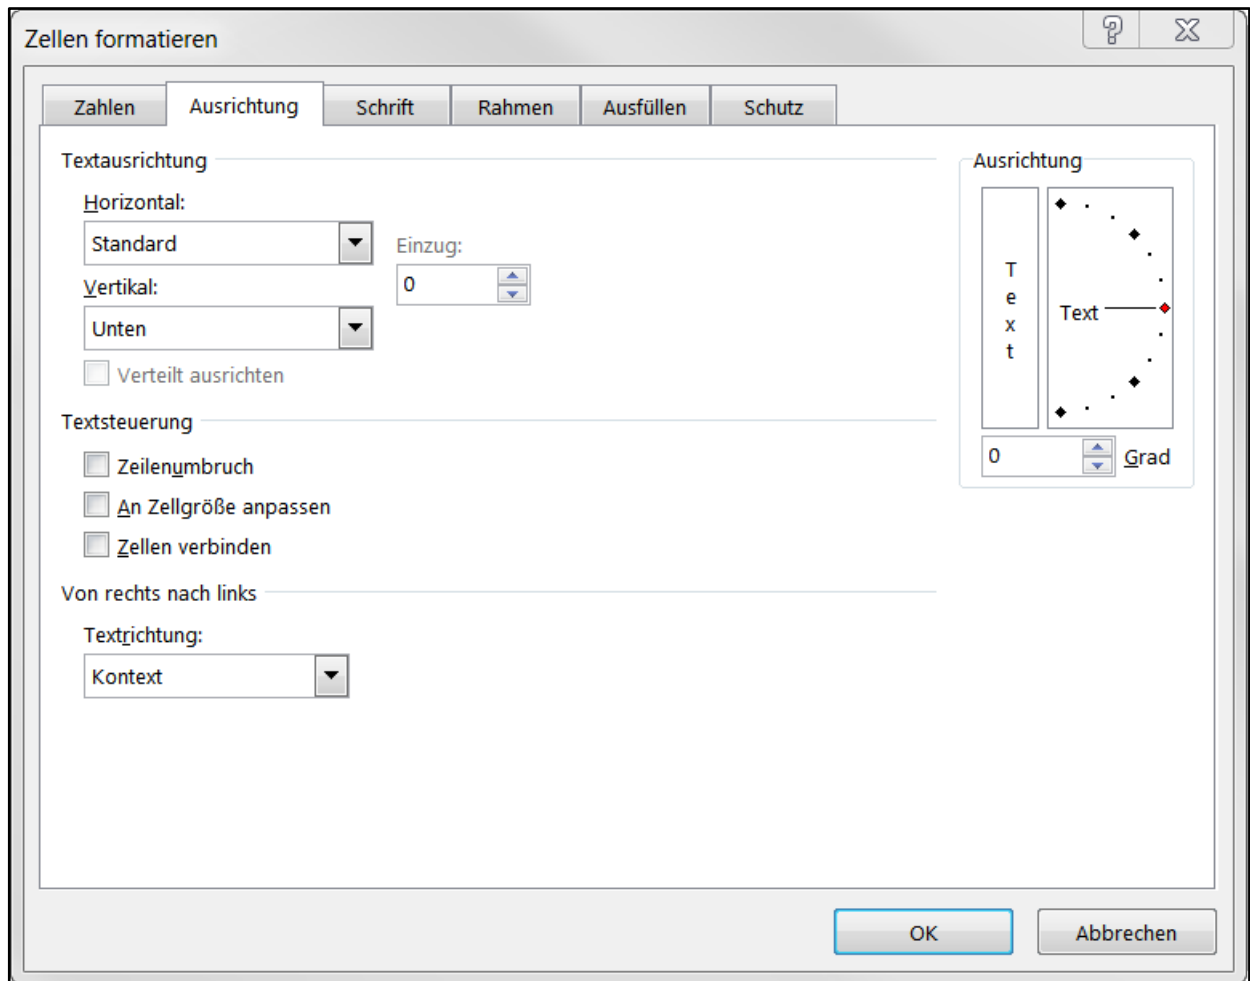 Zellen formatieren
Zahlen Ausrichtung Schrift Rahmen Ausfüllen Schutz
Textausrichtung
Horizontal:
Standard
Einzug:
0
Vertikal:
Unten
Verteilt ausrichten
Textsteuerung
Zeilenumbruch
An Zellgröße anpassen
Zellen verbinden
Von rechts nach links
Textrichtung:
Kontext
Ausrichtung
T
e
x
t
Text
0 Grad
OK Abbrechen